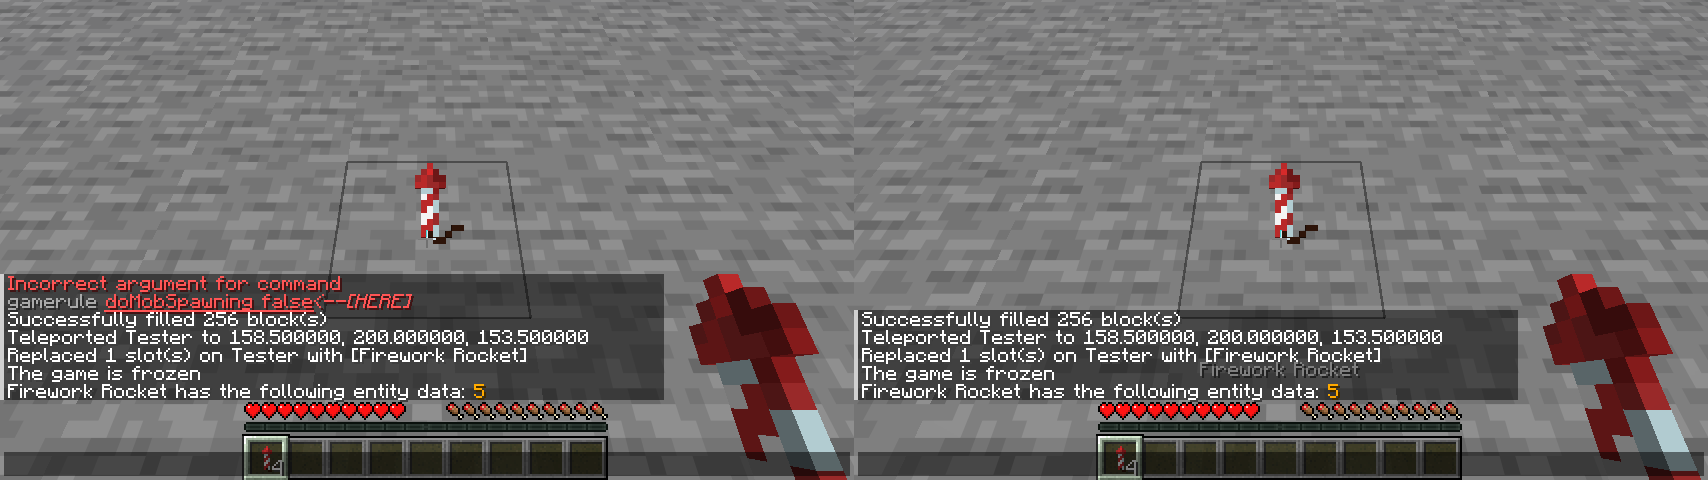 Incorrect argument for command
gamerule doMobSpawning false<--[HERE]
Successfully filled 256 block(s)
Teleported Tester to 158.500000, 200.000000, 153.500000
Replaced 1 slot(s) on Tester with [Firework Rocket]
The game is frozen
Firework Rocket has the following entity data: 5
4
Successfully filled 256 block(s)
Teleported Tester to 158.500000, 200.000000, 153.500000
Replaced 1 slot(s) on Tester with [Firework Rocket]
Firework Rocket
The game is frozen
Firework Rocket has the following entity data: 5
4